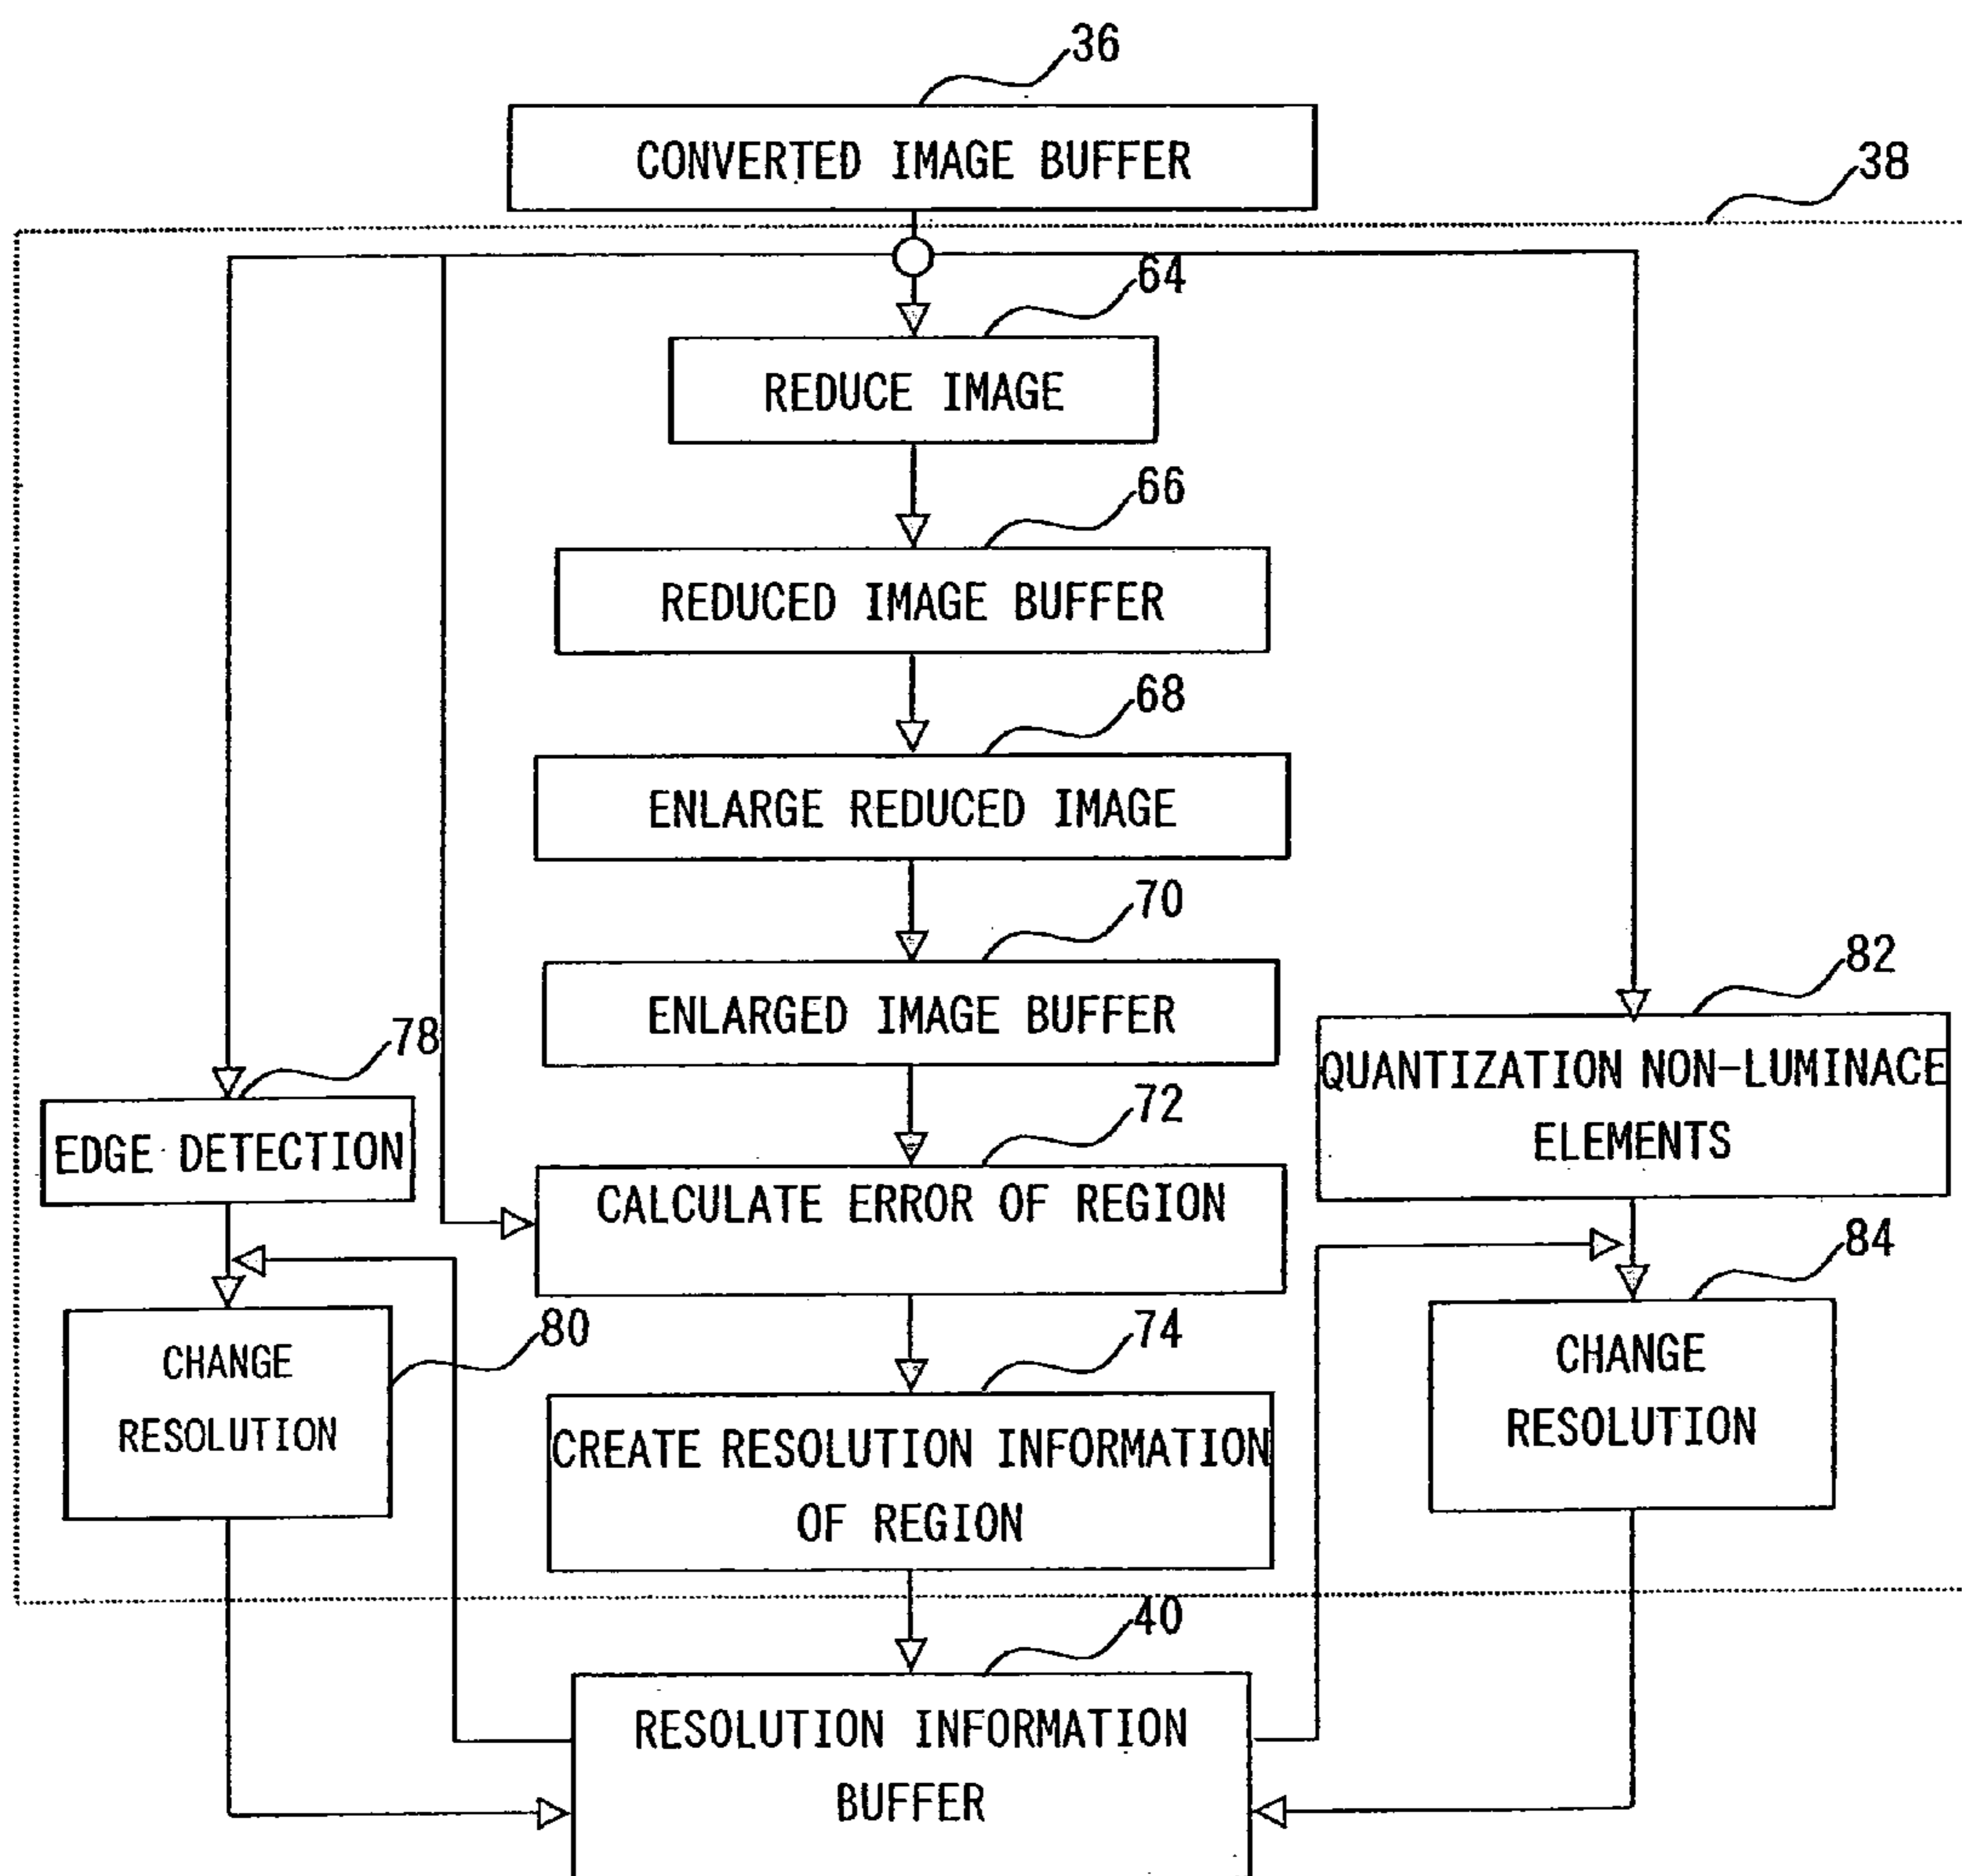 36
CONVERTED IMAGE BUFFER
38
64
REDUCE IMAGE
66
REDUCED IMAGE BUFFER
68
ENLARGE REDUCED IMAGE
70
ENLARGED IMAGE BUFFER
82
QUANTIZATION NON-LUMINACE
ELEMENTS
78
EDGE DETECTION
72
CALCULATE ERROR OF REGION
84
CHANGE
RESOLUTION
80
CHANGE
RESOLUTION
74
CREATE RESOLUTION INFORMATION
OF REGION
40
RESOLUTION INFORMATION
BUFFER